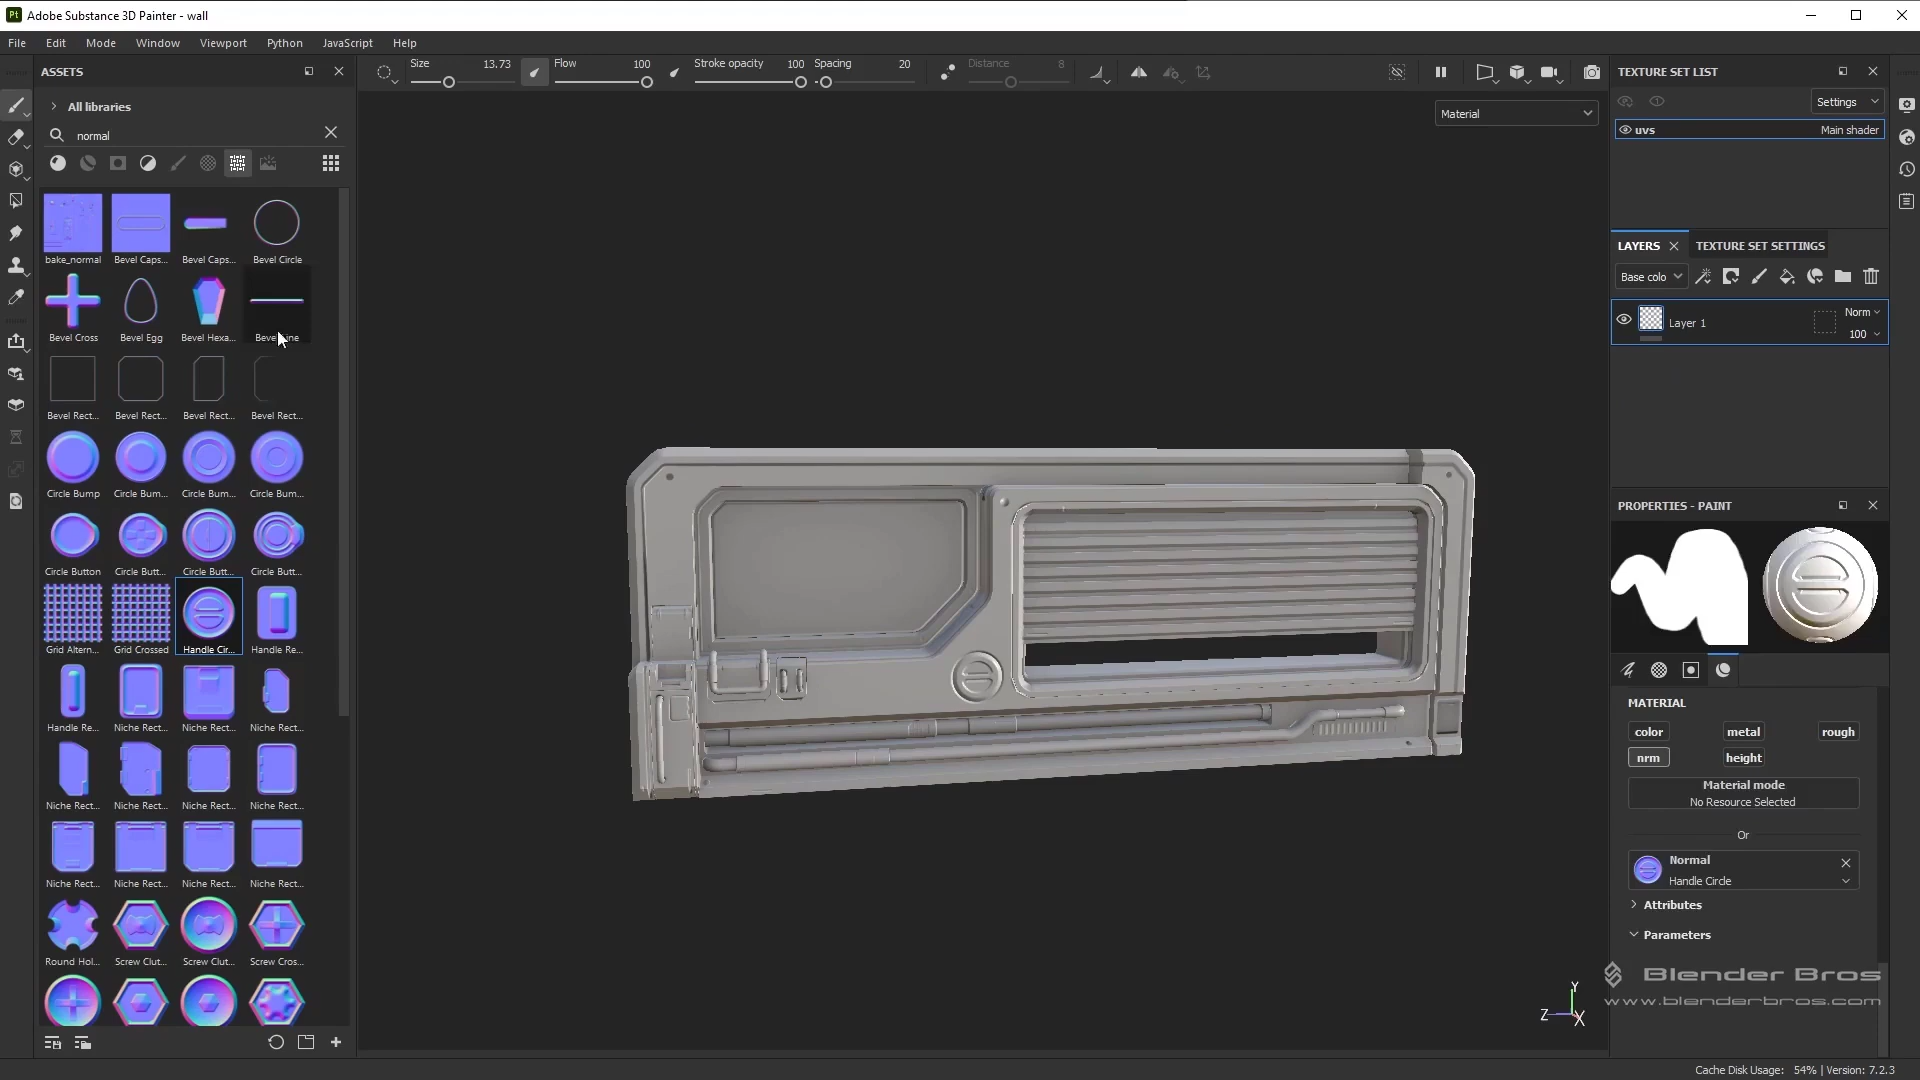 Pt Adobe Substance 3D Painter - wall
File Edit Mode Window Viewport Python JavaScript Help
ASSETS
All libraries
normal
bake_normal Bevel Caps... Bevel Caps... Bevel Circle
Bevel Cross Bevel Egg Bevel Hexa...
Bevel Rect... Bevel Rect... Bevel Rect... Bevel Rect...
Circle Bump Circle Bum... Circle Bum... Circle Bum...
Circle Button Circle Butt... Circle Butt... Circle Butt...
Grid Altern... Grid Crossed Handle Cir... Handle Re...
Handle Re... Niche Rect... Niche Rect... Niche Rect...
Niche Rect... Niche Rect... Niche Rect... Niche Rect...
Niche Rect... Niche Rect... Niche Rect... Niche Rect...
Round Hol... Screw Clut... Screw Clut... Screw Cros...
Size 13.73 Flow 100 Stroke opacity 100 Spacing 20 Distance 8
Material
Y
Z X
TEXTURE SET LIST
Settings
uvs Main shader
LAYERS TEXTURE SET SETTINGS
Base colo
Layer 1 Norm
100
PROPERTIES - PAINT
MATERIAL
color metal rough
nrm height
Material mode
No Resource Selected
Or
Normal
Handle Circle
Attributes
Parameters
Blender Bros
www.blenderbros.com
Cache Disk Usage: 54% | Version: 7.2.3